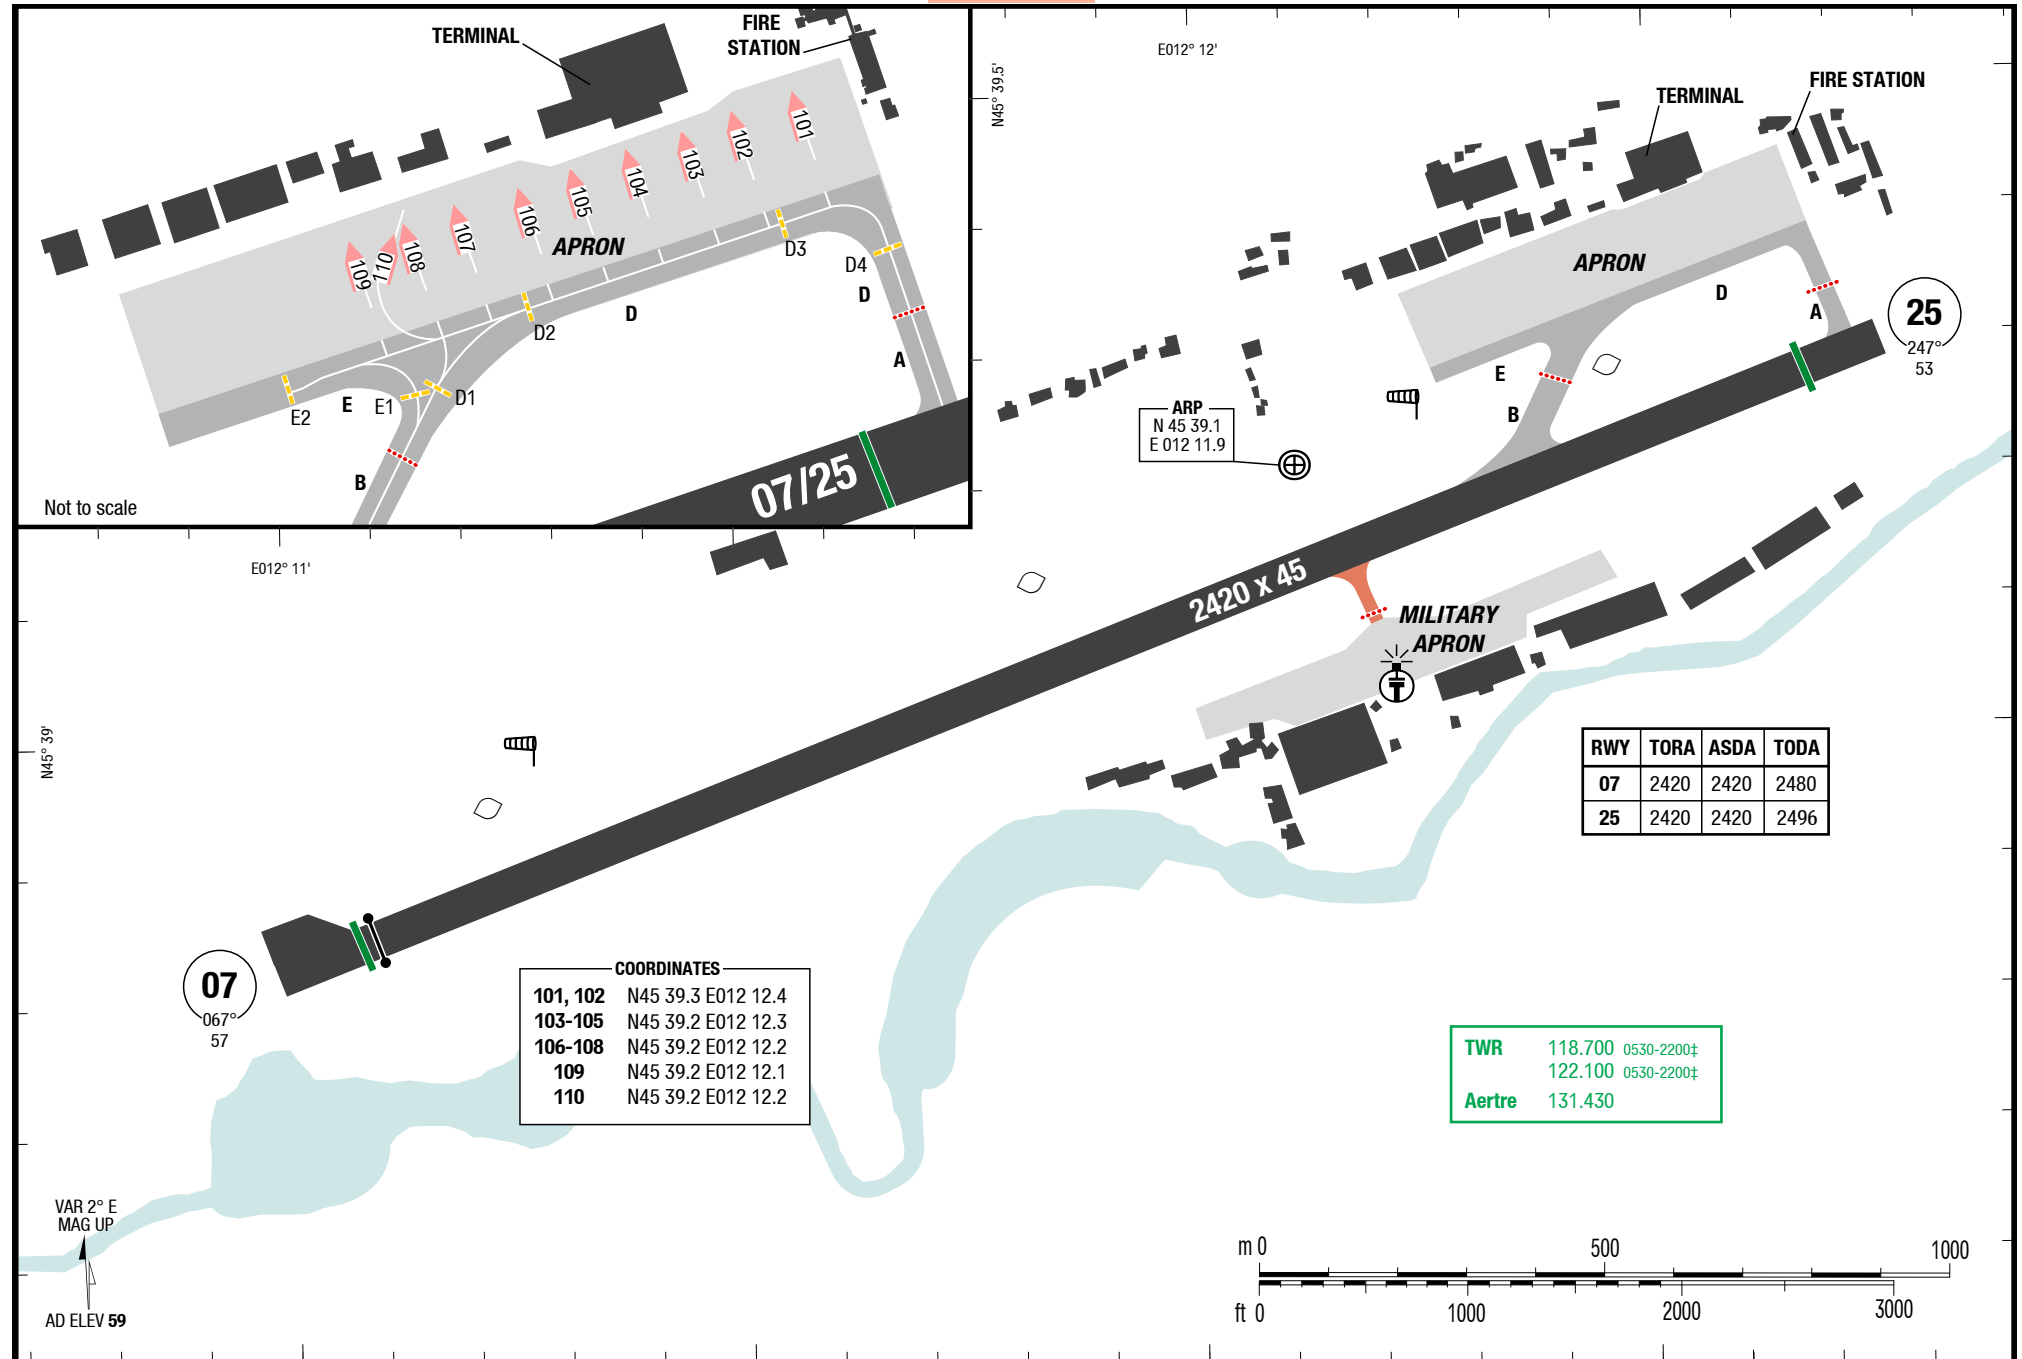 TERMINAL
FIRE
STATION
101
102
103
104
105
106
107
108
110
109
APRON
D3
D4
D
D
D2
A
E2
E
E1
D1
B
07/25
Not to scale
E012° 12'
N45° 39.5'
TERMINAL
FIRE STATION
APRON
D
A
25
247°
53
E
B
ARP
N 45 39.1
E 012 11.9
E012° 11'
2420 x 45
MILITARY
APRON
N45° 39'
RWY TORA ASDA TODA
07 2420 2420 2480
25 2420 2420 2496
07
067°
57
COORDINATES
101, 102 N45 39.3 E012 12.4
103-105 N45 39.2 E012 12.3
106-108 N45 39.2 E012 12.2
109 N45 39.2 E012 12.1
110 N45 39.2 E012 12.2
TWR 118.700 0530-2200‡
122.100 0530-2200‡
Aertre 131.430
VAR 2° E
MAG UP
AD ELEV 59
m 0 500 1000
ft 0 1000 2000 3000